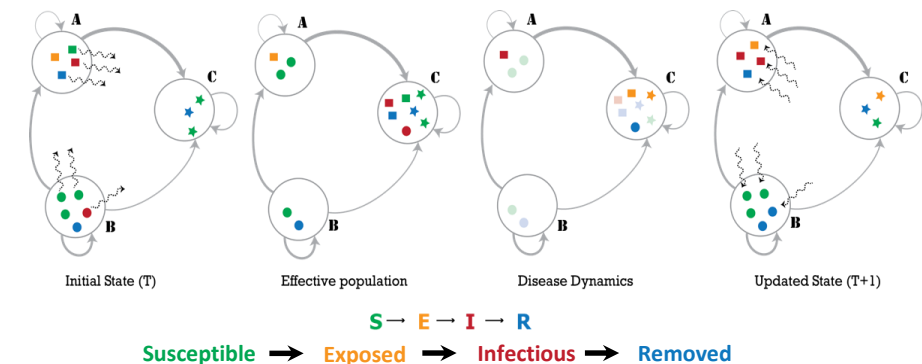 A
C
B
Initial State (T)
A
C
B
Effective population
A
C
B
Disease Dynamics
A
C
B
Updated State (T+1)
S → E → I → R
Susceptible → Exposed → Infectious → Removed